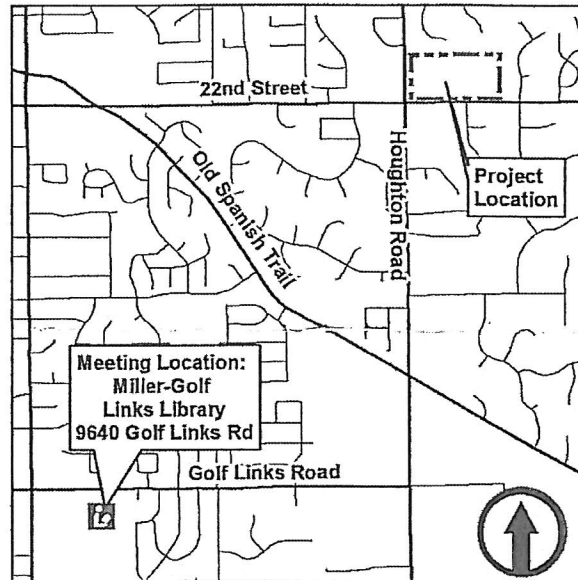 22nd Street
Old Spanish Trail
Houghton Road
Project
Location
Meeting Location:
Miller-Golf
Links Library
9640 Golf Links Rd
Golf Links Road